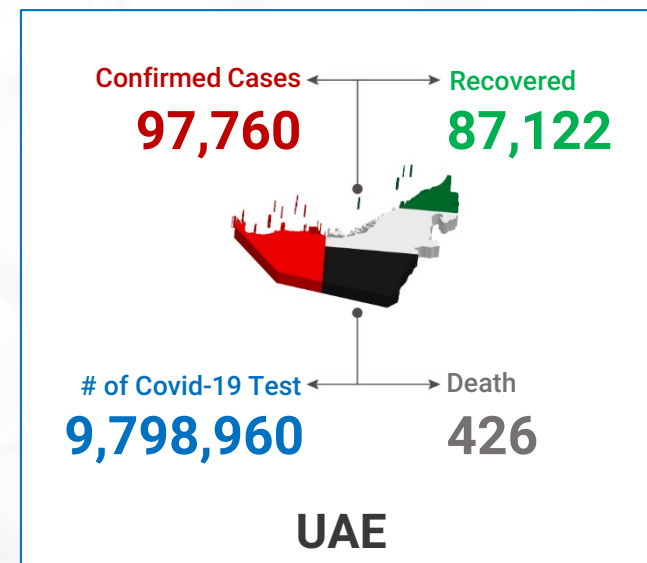 Confirmed Cases
97,760
Recovered
87,122
# of Covid-19 Test
9,798,960
Death
426
UAE